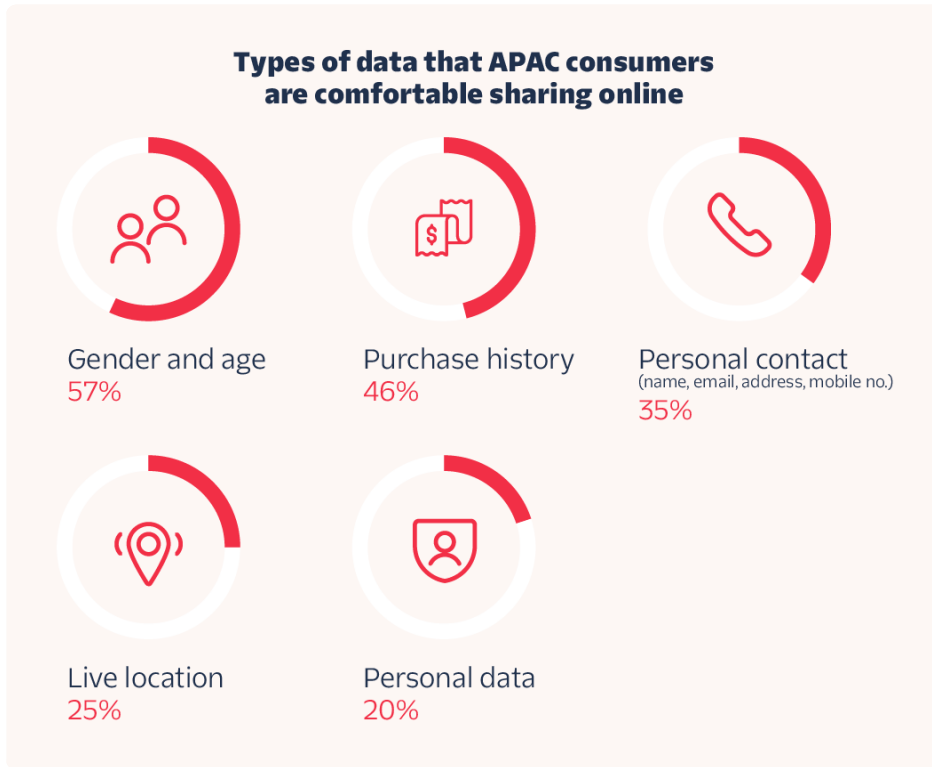 Types of data that APAC consumers
are comfortable sharing online
$
Gender and age
57%
Purchase history
46%
Personal contact
(name, email, address, mobile no.)
35%
Live location
25%
Personal data
20%